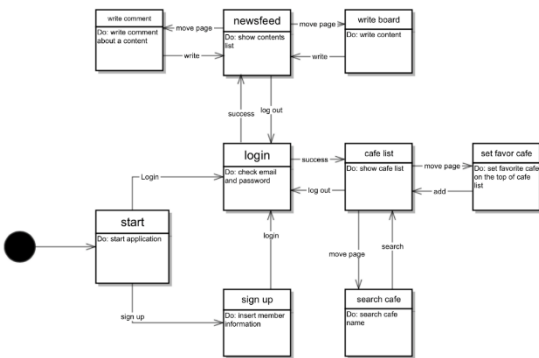 write comment
Do: write comment
about a content
move page
write
newsfeed
Do: show contents
list
move page
write
write board
Do: write content
success
log out
login
Do: check email
and password
success
log out
cafe list
Do: show cafe list
move page
add
set favor cafe
Do: set favorite cafe
on the top of cafe
list
Login
start
Do: start application
login
move page
search
sign up
sign up
Do: insert member
information
search cafe
Do: search cafe
name